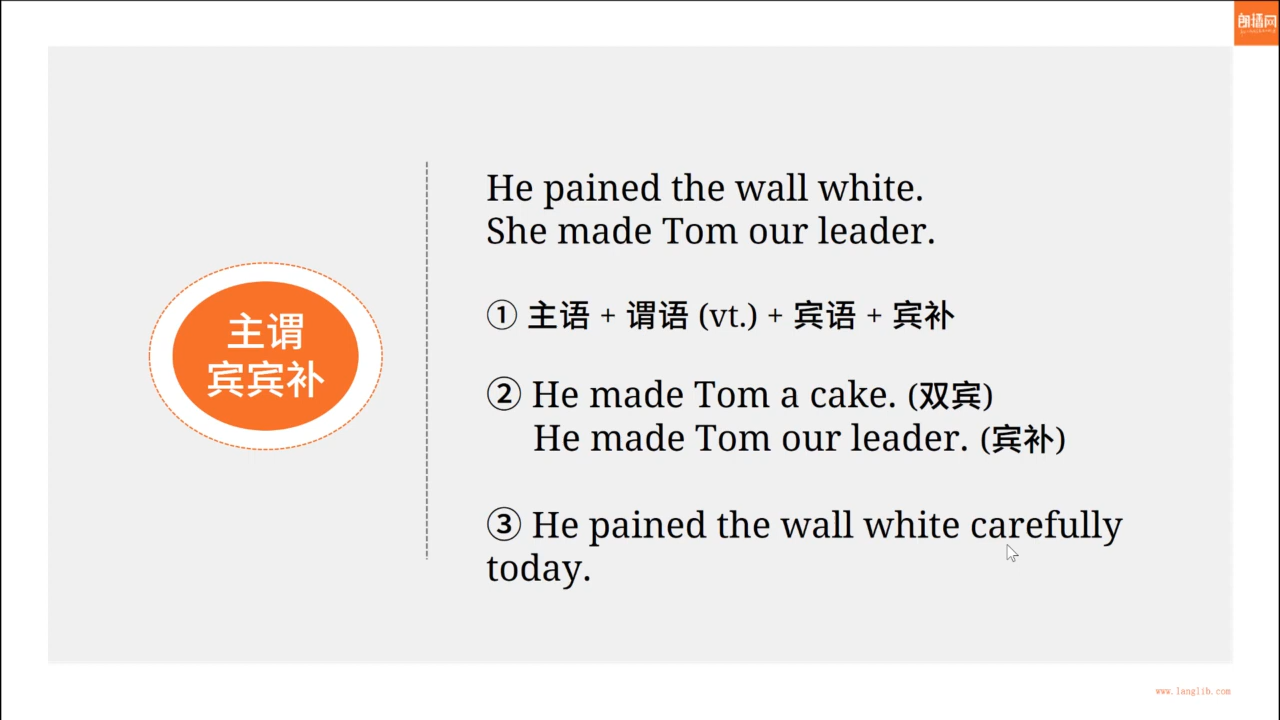 朗播网
主谓
宾宾补
He pained the wall white.
She made Tom our leader.
① 主语 + 谓语 (vt.) + 宾语 + 宾补
② He made Tom a cake. (双宾)
He made Tom our leader. (宾补)
③ He pained the wall white carefully
today.
www.langlib.com